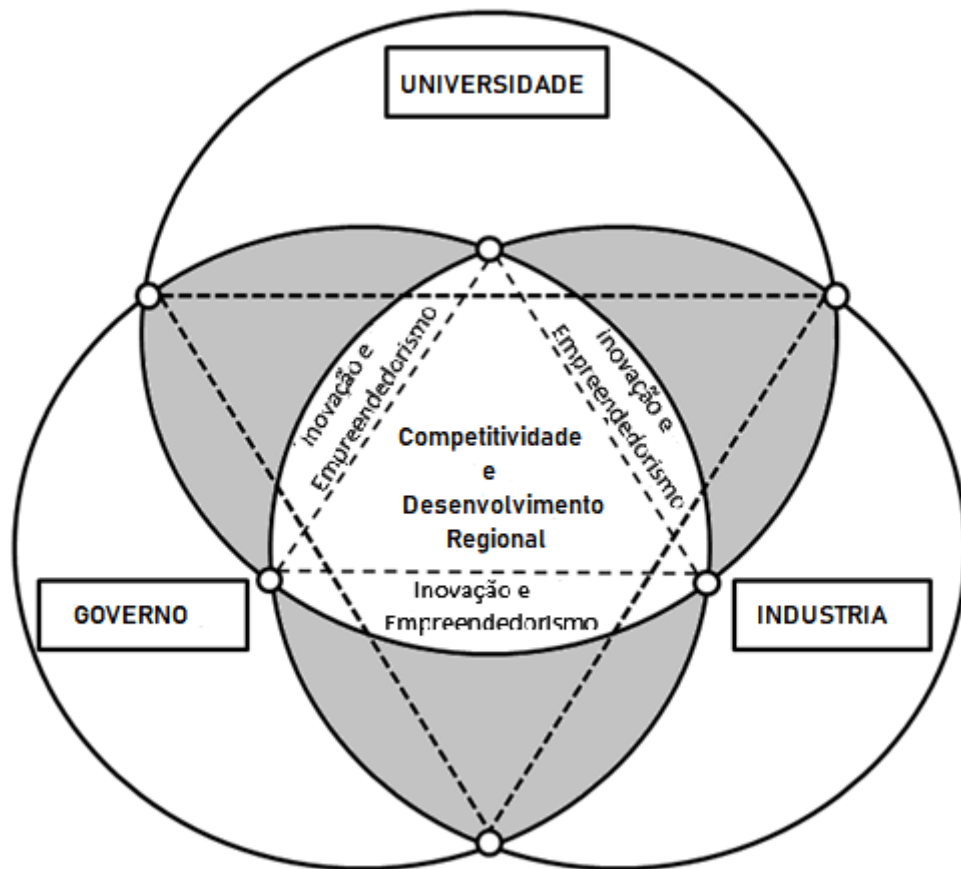 UNIVERSIDADE
Inovação e
Empreendedorismo
inovação e
Empreendedorismo
Competitividade
e
Desenvolvimento
Regional
Inovação e
Empreendedorismo
GOVERNO
INDUSTRIA